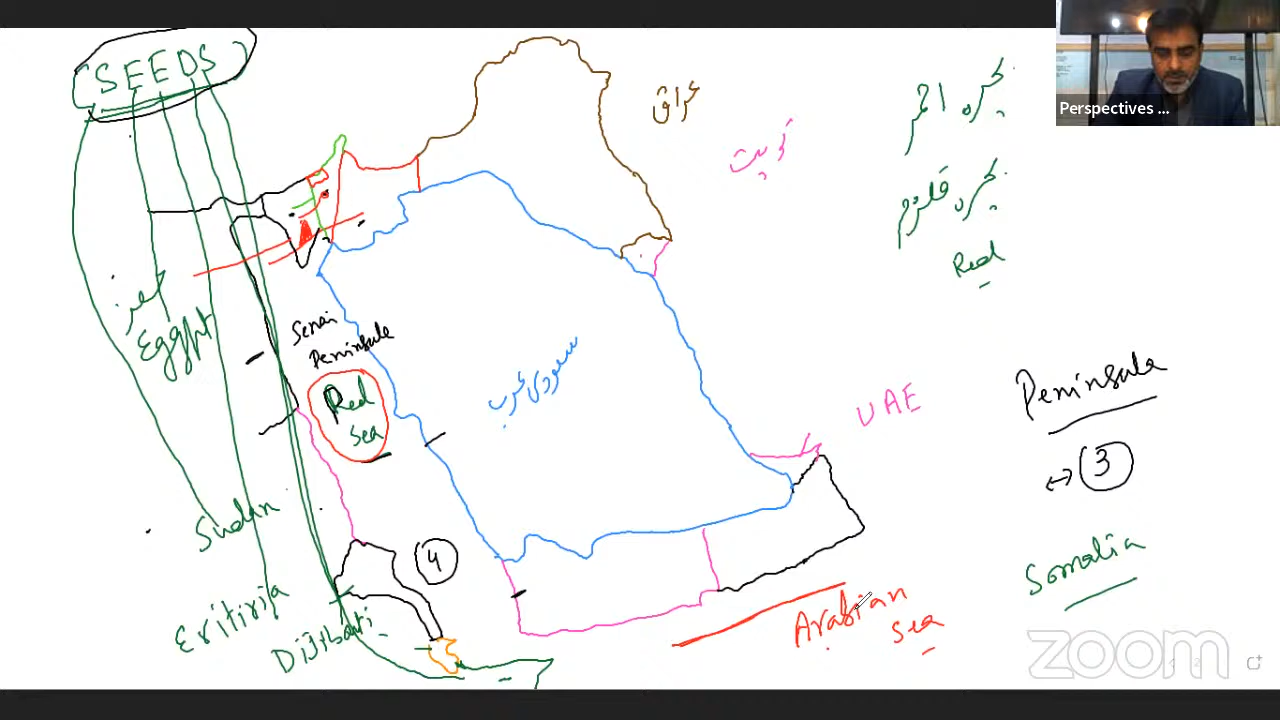 SEEDS
عراق
کویت
بحیرہ احمر
بحیرہ قلزم
Red
Perspectives ...
مصر
Egypt
Senai
Peninsula
Red
Sea
سعودی عرب
UAE
Peninsula
3
4
Sudan
Eritiria
Djibouti
Somalia
Arabian
Sea
zoom